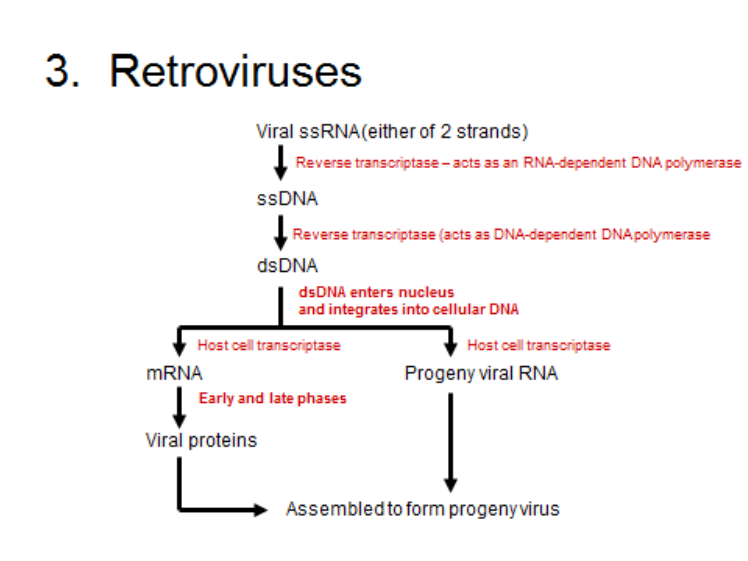 3. Retroviruses
Viral ssRNA(either of 2 strands)
Reverse transcriptase – acts as an RNA-dependent DNA polymerase
ssDNA
Reverse transcriptase (acts as DNA-dependent DNA polymerase
dsDNA
dsDNA enters nucleus
and integrates into cellular DNA
Host cell transcriptase
Host cell transcriptase
mRNA
Progeny viral RNA
Early and late phases
Viral proteins
Assembled to form progeny virus